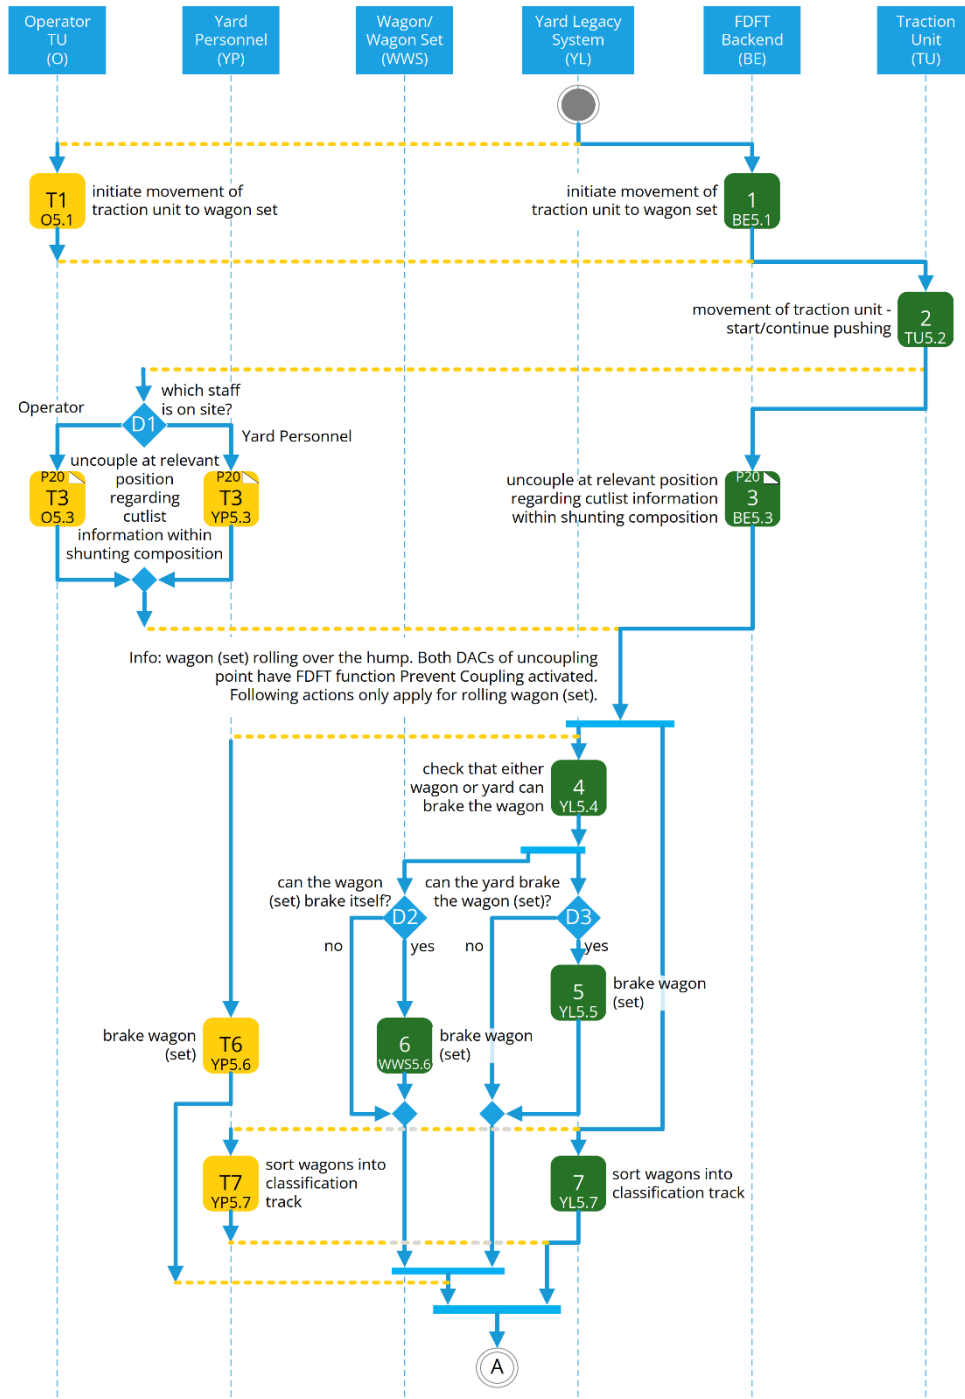 Operator
TU
(O)
Yard
Personnel
(YP)
Wagon/
Wagon Set
(WWS)
Yard Legacy
System
(YL)
FDFT
Backend
(BE)
Traction
Unit
(TU)
T1
O5.1
initiate movement of
traction unit to wagon set
initiate movement of
traction unit to wagon set
1
BE5.1
movement of traction unit -
start/continue pushing
2
TU5.2
which staff
is on site?
Operator
D1
Yard Personnel
P20
T3
O5.3
uncouple at relevant
position
regarding
cutlist
information within
shunting composition
P20
T3
YP5.3
uncouple at relevant position
regarding cutlist information
within shunting composition
P20
3
BE5.3
Info: wagon (set) rolling over the hump. Both DACs of uncoupling
point have FDFT function Prevent Coupling activated.
Following actions only apply for rolling wagon (set).
check that either
wagon or yard can
brake the wagon
4
YL5.4
can the wagon
(set) brake itself?
can the yard brake
the wagon (set)?
D2
D3
no
yes
no
yes
5
YL5.5
brake wagon
(set)
brake wagon
(set)
T6
YP5.6
6
WWS5.6
brake wagon
(set)
T7
YP5.7
sort wagons into
classification
track
7
YL5.7
sort wagons into
classification track
A